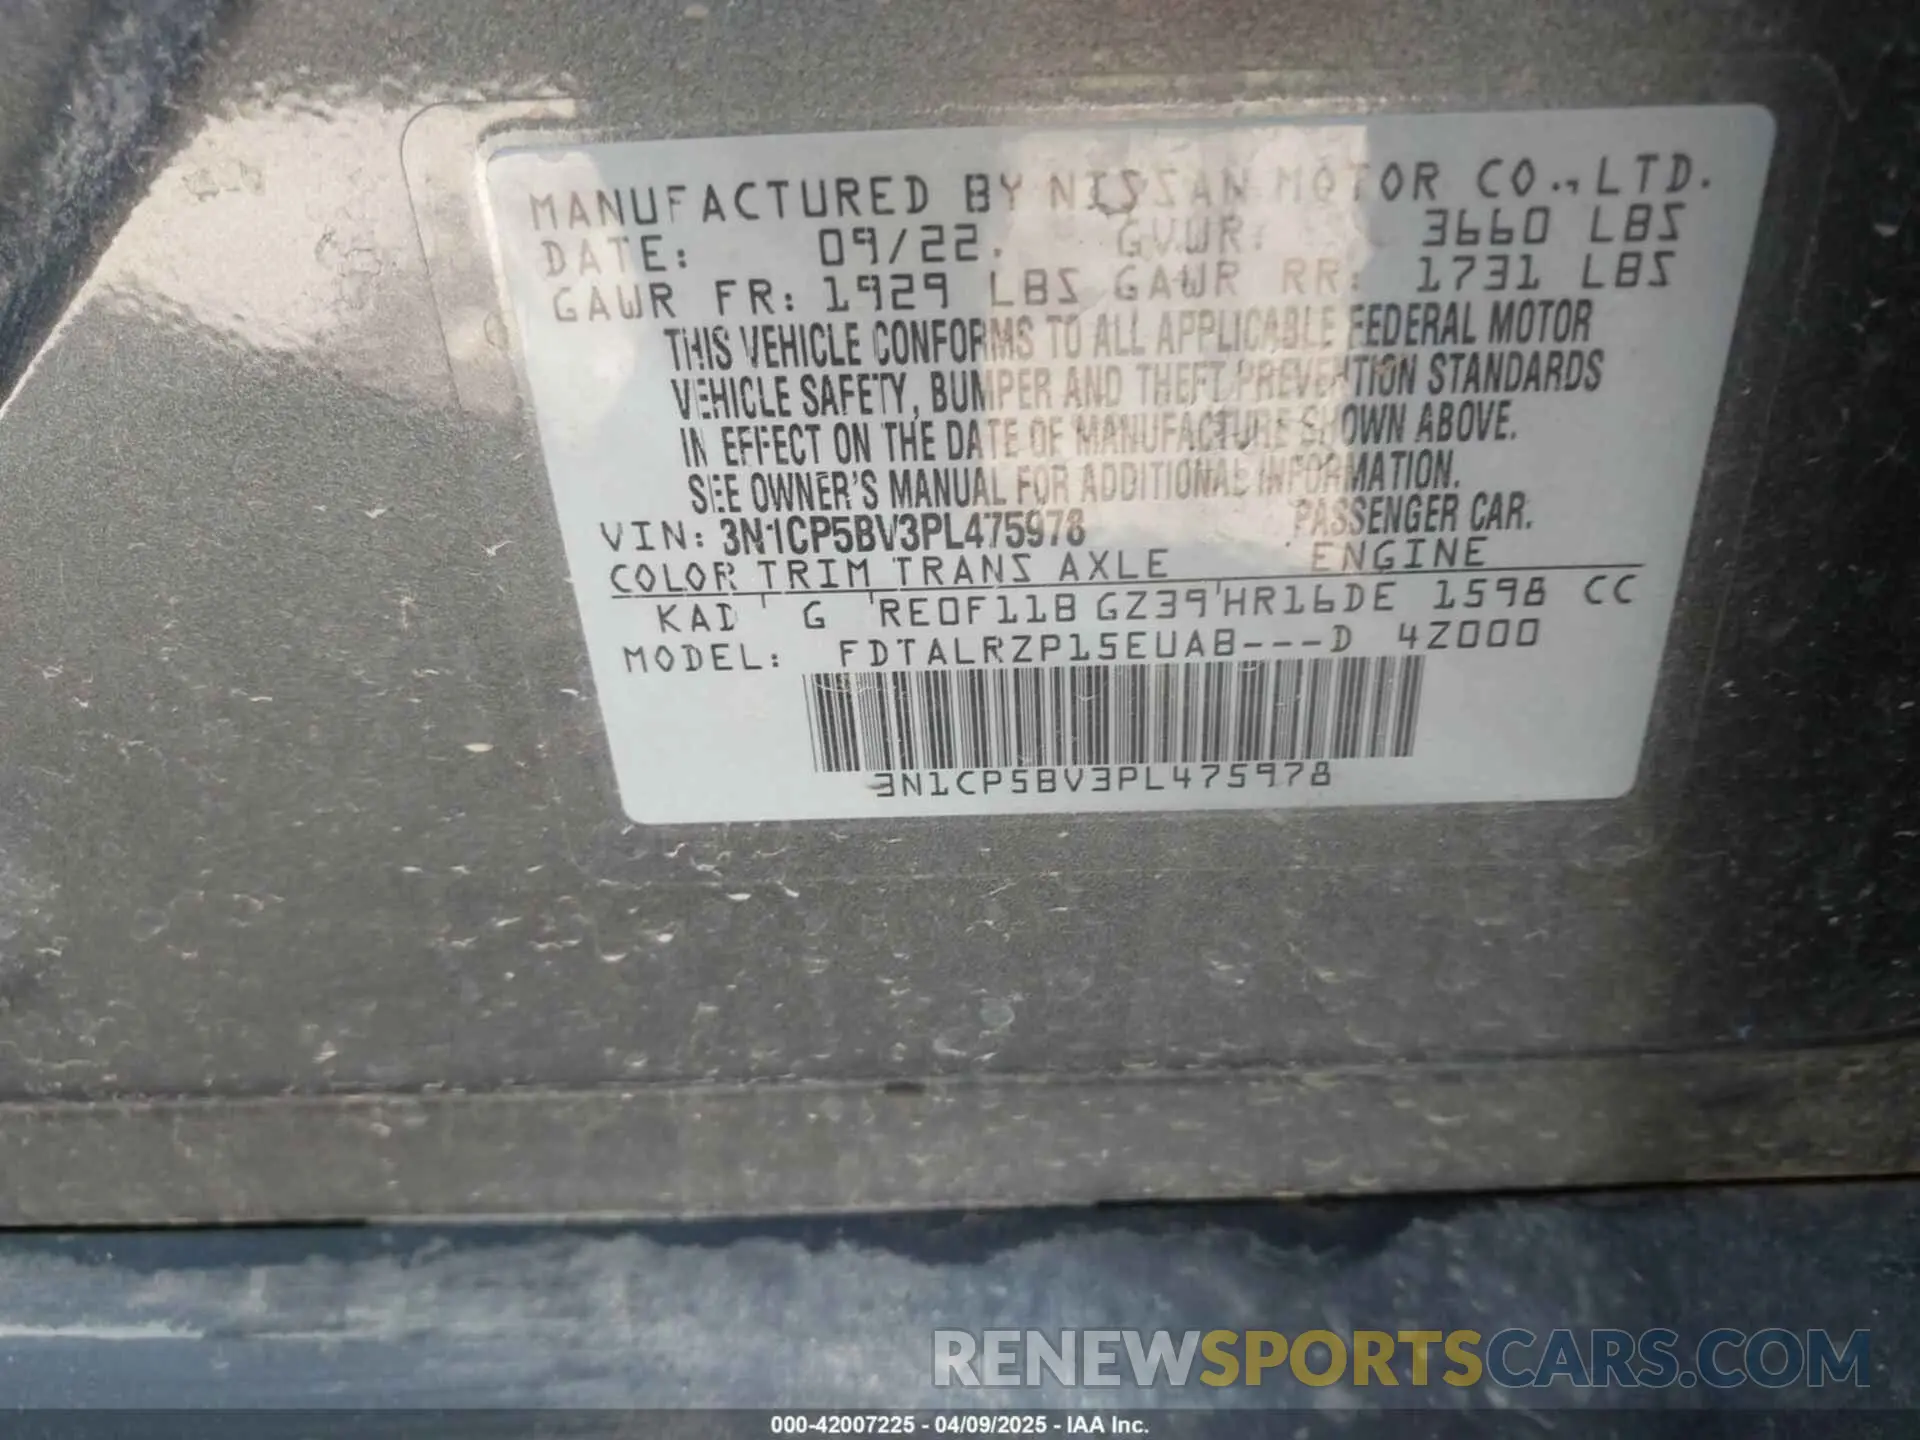 MANUFACTURED BY NISSAN MOTOR CO., LTD.
DATE: 09/22. GVWR: 3660 LBS
GAWR FR: 1929 LBS GAWR RR: 1731 LBS
THIS VEHICLE CONFORMS TO ALL APPLICABLE FEDERAL MOTOR
VEHICLE SAFETY, BUMPER AND THEFT PREVENTION STANDARDS
IN EFFECT ON THE DATE OF MANUFACTURE SHOWN ABOVE.
SEE OWNER'S MANUAL FOR ADDITIONAL INFORMATION.
VIN: 3N1CP5BV3PL475978 PASSENGER CAR.
COLOR TRIM TRANS AXLE ENGINE
KAD G RE0F11B GZ39 HR16DE 1598 CC
MODEL: FDTALRZP15EUAB---D 4Z000
3N1CP5BV3PL475978
RENEWSPORTSCARS.COM
000-42007225 - 04/09/2025 - IAA Inc.